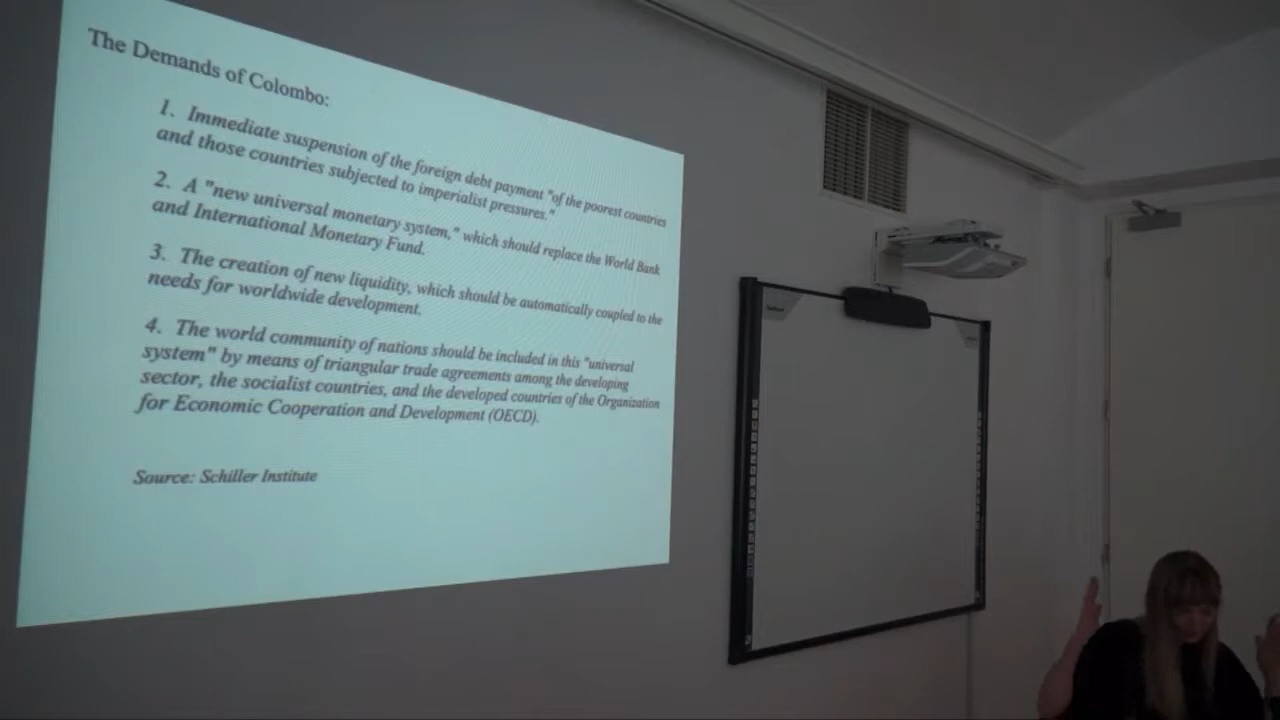 The Demands of Colombo:
1. Immediate suspension of the foreign debt payment "of the poorest countries
and those countries subjected to imperialist pressures."
2. A "new universal monetary system," which should replace the World Bank
and International Monetary Fund.
3. The creation of new liquidity, which should be automatically coupled to the
needs for worldwide development.
4. The world community of nations should be included in this "universal
system" by means of triangular trade agreements among the developing
sector, the socialist countries, and the developed countries of the Organization
for Economic Cooperation and Development (OECD).
Source: Schiller Institute